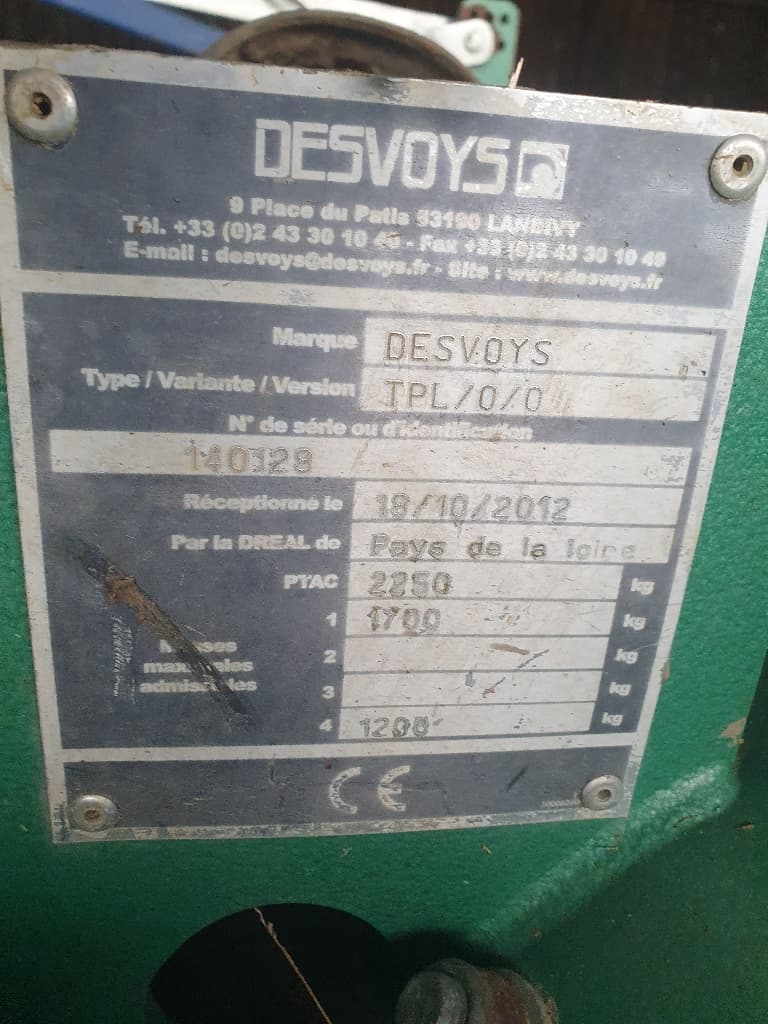 DESVOYS
9 Place du Patis 53190 LANDIVY
Tél. +33 (0)2 43 30 10 40 - Fax +33 (0)2 43 30 10 49
E-mail : desvoys@desvoys.fr - Site : www.desvoys.fr
Marque DESVOYS
Type / Variante / Version TPL/0/0
N° de série ou d'identification
140128
Réceptionné le 18/10/2012
Par la DREAL de Pays de la loire
PTAC 2250 kg
1 1700 kg
Masses maximales admissibles
2 kg
3 kg
4 1200 kg
CE